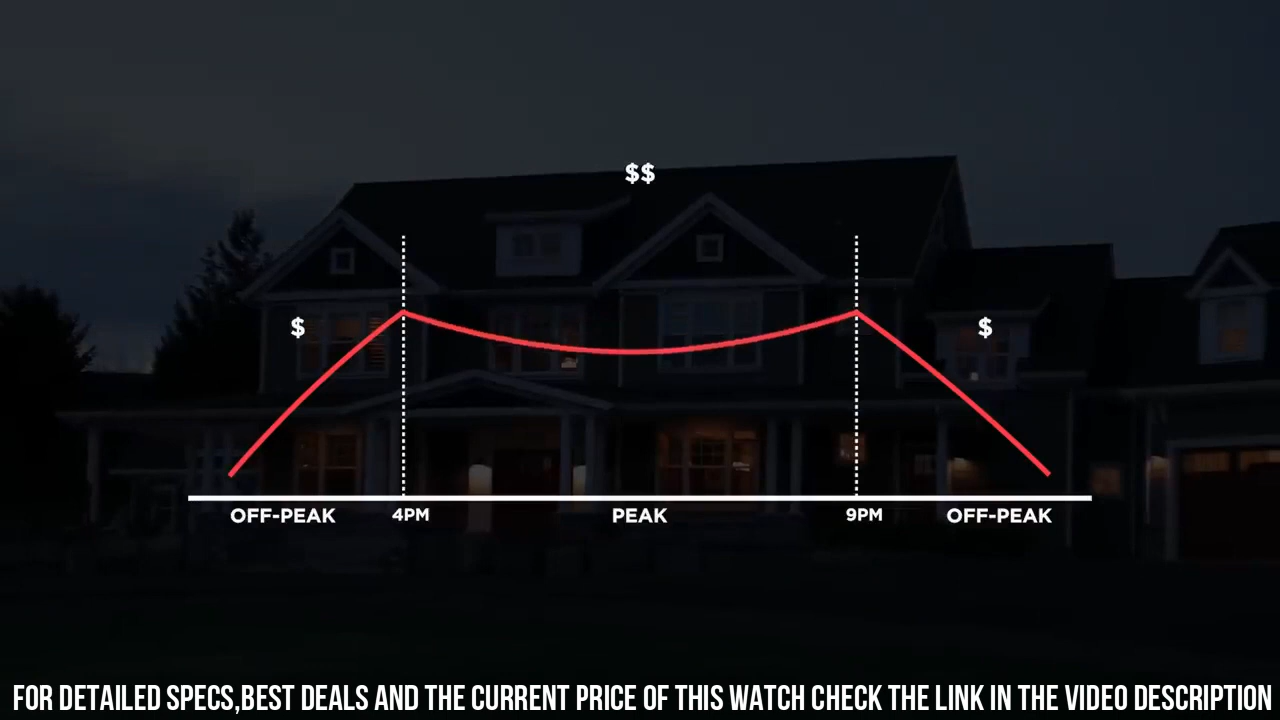 $$
$
$
OFF-PEAK
4PM
PEAK
9PM
OFF-PEAK
FOR DETAILED SPECS,BEST DEALS AND THE CURRENT PRICE OF THIS WATCH CHECK THE LINK IN THE VIDEO DESCRIPTION